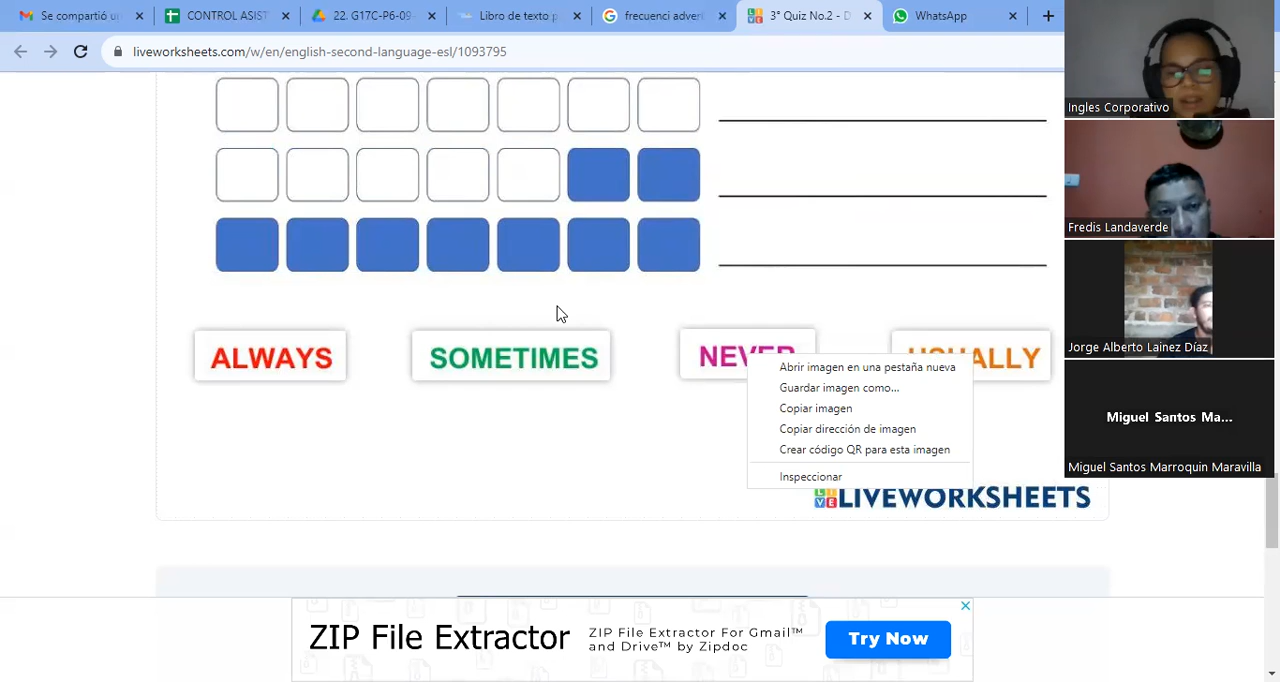 Se compartió u
CONTROL ASIST
22. G17C-P6-09-
Libro de texto p
frecuenci adver
3° Quiz No.2 - D
WhatsApp
liveworksheets.com/w/en/english-second-language-esl/1093795
Ingles Corporativo
Fredis Landaverde
Jorge Alberto Lainez Díaz
Miguel Santos Ma...
Miguel Santos Marroquin Maravilla
ALWAYS
SOMETIMES
NEVER
USUALLY
Abrir imagen en una pestaña nueva
Guardar imagen como...
Copiar imagen
Copiar dirección de imagen
Crear código QR para esta imagen
Inspeccionar
LIVEWORKSHEETS
ZIP File Extractor
ZIP File Extractor For Gmail™
and Drive™ by Zipdoc
Try Now